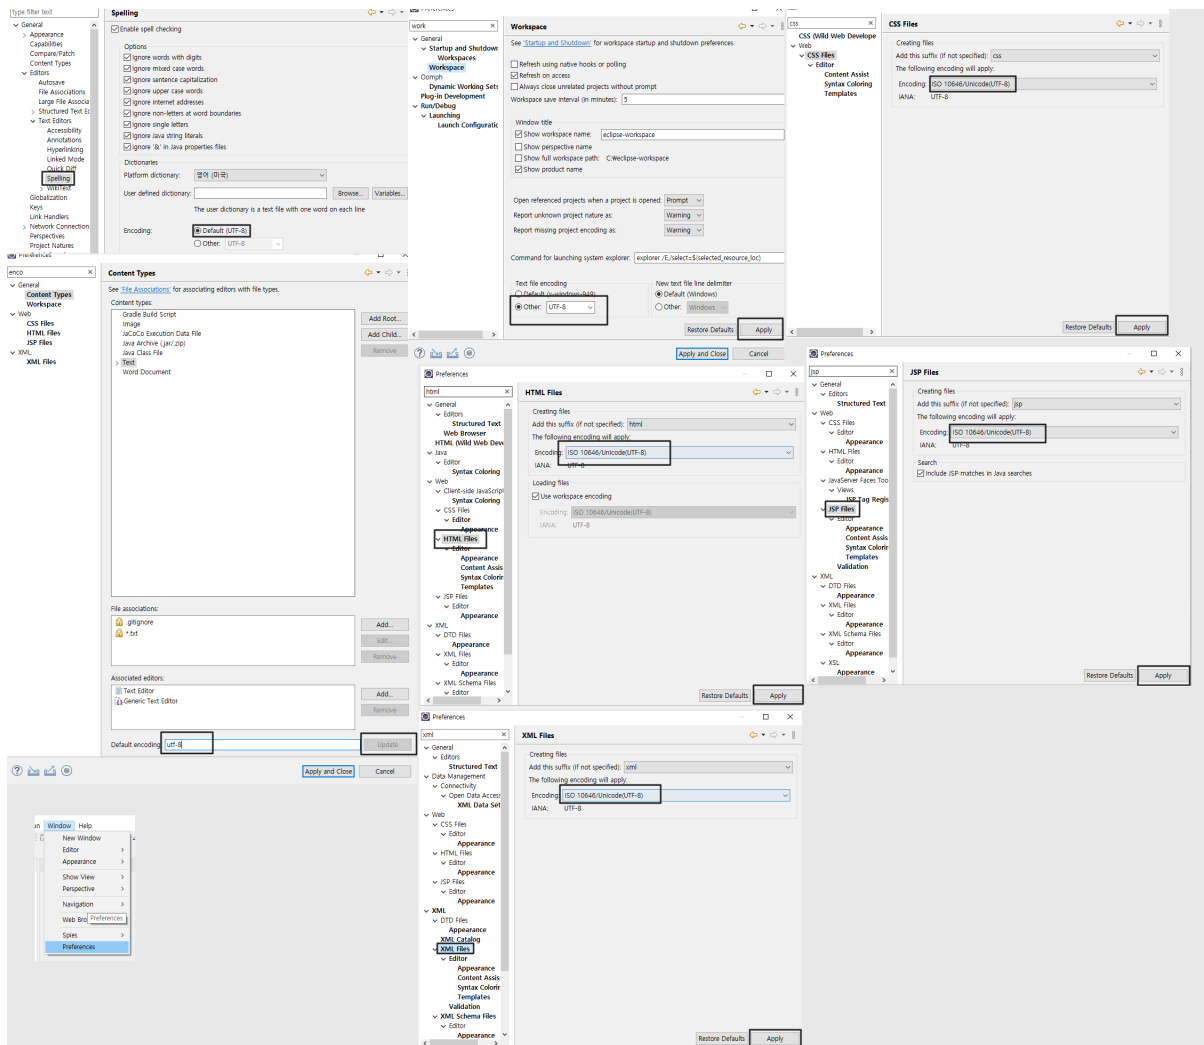 type filter text
General
Appearance
Capabilities
Compare/Patch
Content Types
Editors
Autosave
File Associations
Large File Associa
Structured Text Ec
Text Editors
Accessibility
Annotations
Hyperlinking
Linked Mode
Quick Diff
Spelling
WikiText
Globalization
Keys
Link Handlers
Network Connection
Perspectives
Project Natures
Spelling
Enable spell checking
Options
Ignore words with digits
Ignore mixed case words
Ignore sentence capitalization
Ignore upper case words
Ignore internet addresses
Ignore non-letters at word boundaries
Ignore single letters
Ignore Java string literals
Ignore '&' in Java properties files
Dictionaries
Platform dictionary: 영어 (미국)
User defined dictionary: Browse... Variables...
The user dictionary is a text file with one word on each line
Encoding: Default (UTF-8)
Other: UTF-8
Preferences
work
General
Startup and Shutdowr
Workspaces
Workspace
Oomph
Dynamic Working Sets
Plug-in Development
Run/Debug
Launching
Launch Configuratic
Workspace
See 'Startup and Shutdown' for workspace startup and shutdown preferences.
Refresh using native hooks or polling
Refresh on access
Always close unrelated projects without prompt
Workspace save interval (in minutes): 5
Window title
Show workspace name: eclipse-workspace
Show perspective name
Show full workspace path: C:\eclipse-workspace
Show product name
Open referenced projects when a project is opened: Prompt
Report unknown project nature as: Warning
Report missing project encoding as: Warning
Command for launching system explorer: explorer /E,/select=${selected_resource_loc}
Text file encoding
Default (x-windows-949)
Other: UTF-8
New text file line delimiter
Default (Windows)
Other: Windows
Restore Defaults Apply
Apply and Close Cancel
css
CSS (Wild Web Develope
Web
CSS Files
Editor
Content Assist
Syntax Coloring
Templates
CSS Files
Creating files
Add this suffix (if not specified): css
The following encoding will apply:
Encoding: ISO 10646/Unicode(UTF-8)
IANA: UTF-8
Restore Defaults Apply
Preferences
enco
General
Content Types
Workspace
Web
CSS Files
HTML Files
JSP Files
XML
XML Files
Content Types
See 'File Associations' for associating editors with file types.
Content types:
Gradle Build Script
Image
JaCoCo Execution Data File
Java Archive (.jar/.zip)
Java Class File
Text
Word Document
Add Root...
Add Child...
Remove
File associations:
.gitignore
*.txt
Add...
Edit...
Remove
Associated editors:
Text Editor
Generic Text Editor
Add...
Remove
Default encoding: utf-8 Update
Apply and Close Cancel
Preferences
html
General
Editors
Structured Text
Web Browser
HTML (Wild Web Deve
Java
Editor
Syntax Coloring
Web
Client-side JavaScript
Syntax Coloring
CSS Files
Editor
Appearance
HTML Files
Editor
Appearance
Content Assis
Syntax Colorir
Templates
JSP Files
Editor
Appearance
XML
DTD Files
Appearance
XML Files
Editor
Appearance
XML Schema Files
Editor
HTML Files
Creating files
Add this suffix (if not specified): html
The following encoding will apply:
Encoding: ISO 10646/Unicode(UTF-8)
IANA: UTF-8
Loading files
Use workspace encoding
Encoding: ISO 10646/Unicode(UTF-8)
IANA: UTF-8
Restore Defaults Apply
Preferences
jsp
General
Editors
Structured Text
Web
CSS Files
Editor
Appearance
HTML Files
Editor
Appearance
JavaServer Faces Too
Views
JSP Tag Regis
JSP Files
Editor
Appearance
Content Assis
Syntax Colorir
Templates
Validation
XML
DTD Files
Appearance
XML Files
Editor
Appearance
XML Schema Files
Editor
Appearance
XSL
Appearance
JSP Files
Creating files
Add this suffix (if not specified): jsp
The following encoding will apply:
Encoding: ISO 10646/Unicode(UTF-8)
IANA: UTF-8
Search
Include JSP matches in Java searches
Restore Defaults Apply
Preferences
xml
General
Editors
Structured Text
Data Management
Connectivity
Open Data Access
XML Data Set
Web
CSS Files
Editor
Appearance
HTML Files
Editor
Appearance
JSP Files
Editor
Appearance
XML
DTD Files
Appearance
XML Catalog
XML Files
Editor
Appearance
Content Assis
Syntax Colorir
Templates
Validation
XML Schema Files
Editor
Appearance
XML Files
Creating files
Add this suffix (if not specified): xml
The following encoding will apply:
Encoding: ISO 10646/Unicode(UTF-8)
IANA: UTF-8
Restore Defaults Apply
un Window Help
New Window
Editor
Appearance
Show View
Perspective
Navigation
Web Bro Preferences
Spies
Preferences